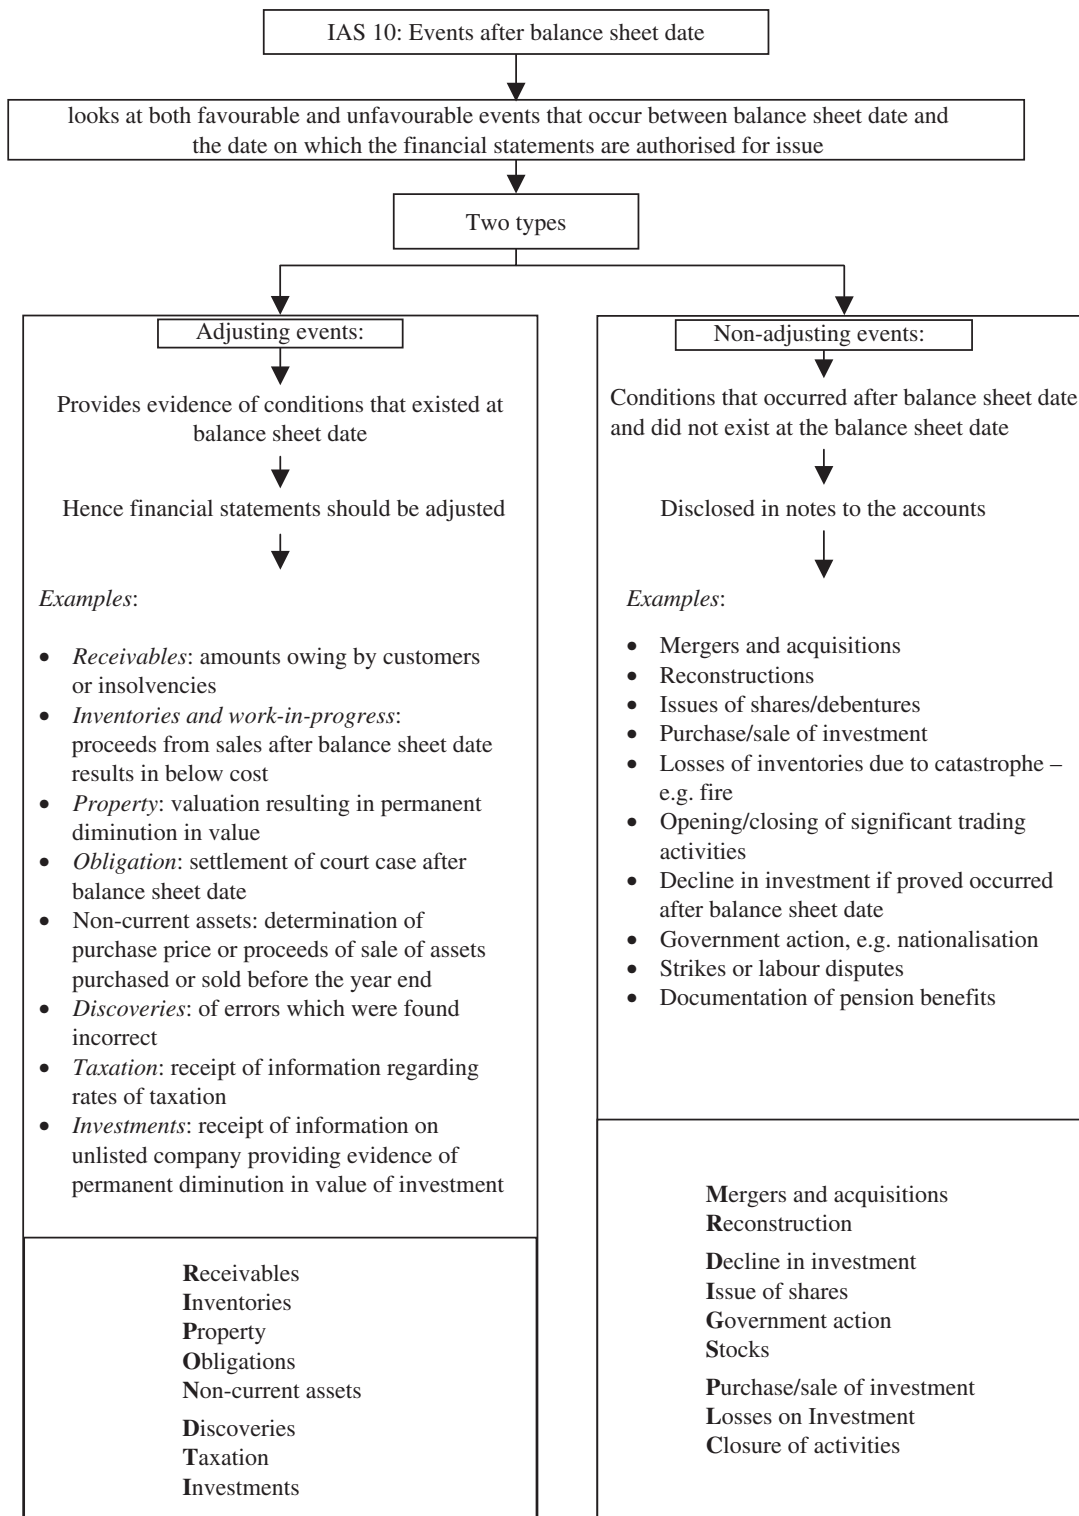 IAS 10: Events after balance sheet date
looks at both favourable and unfavourable events that occur between balance sheet date and
the date on which the financial statements are authorised for issue
Two types
Adjusting events:
Provides evidence of conditions that existed at
balance sheet date
Hence financial statements should be adjusted
Examples:
• Receivables: amounts owing by customers
or insolvencies
• Inventories and work-in-progress:
proceeds from sales after balance sheet date
results in below cost
• Property: valuation resulting in permanent
diminution in value
• Obligation: settlement of court case after
balance sheet date
• Non-current assets: determination of
purchase price or proceeds of sale of assets
purchased or sold before the year end
• Discoveries: of errors which were found
incorrect
• Taxation: receipt of information regarding
rates of taxation
• Investments: receipt of information on
unlisted company providing evidence of
permanent diminution in value of investment
Receivables
Inventories
Property
Obligations
Non-current assets
Discoveries
Taxation
Investments
Non-adjusting events:
Conditions that occurred after balance sheet date
and did not exist at the balance sheet date
Disclosed in notes to the accounts
Examples:
• Mergers and acquisitions
• Reconstructions
• Issues of shares/debentures
• Purchase/sale of investment
• Losses of inventories due to catastrophe –
e.g. fire
• Opening/closing of significant trading
activities
• Decline in investment if proved occurred
after balance sheet date
• Government action, e.g. nationalisation
• Strikes or labour disputes
• Documentation of pension benefits
Mergers and acquisitions
Reconstruction
Decline in investment
Issue of shares
Government action
Stocks
Purchase/sale of investment
Losses on Investment
Closure of activities